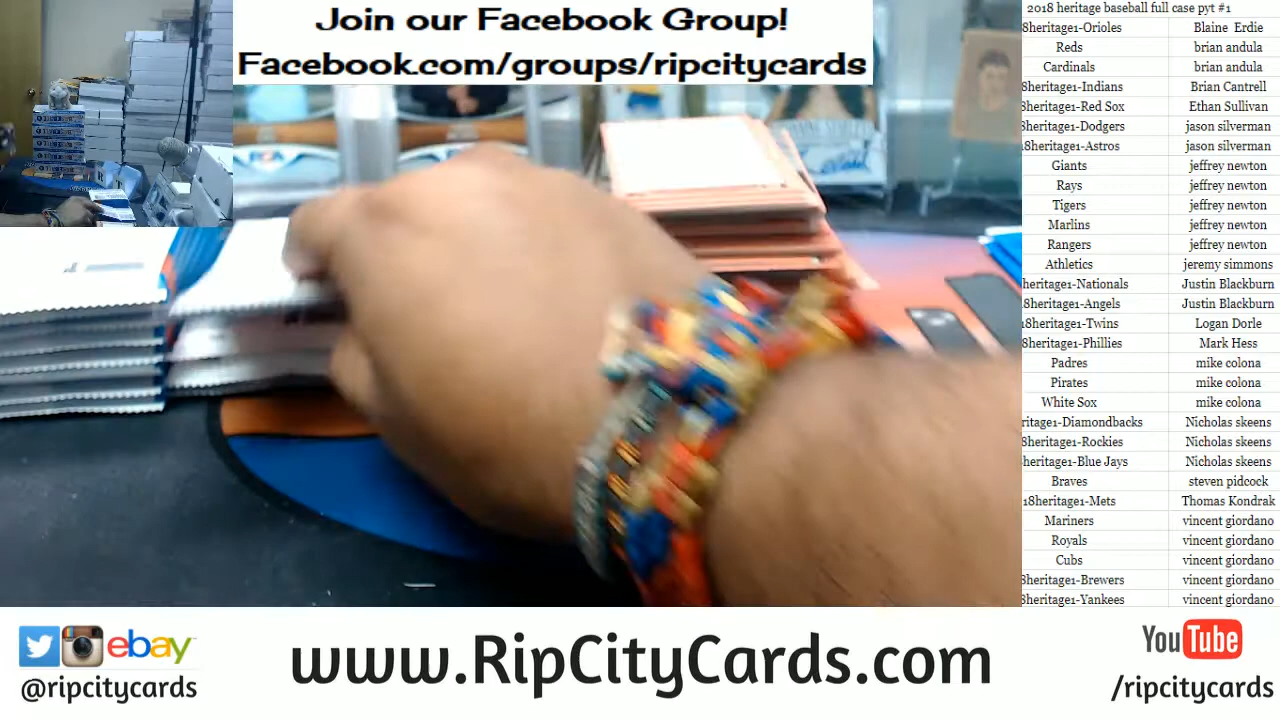 Join our Facebook Group!
Facebook.com/groups/ripcitycards
2018 heritage baseball full case pyt #1
8heritage1-Orioles Blaine Erdie
Reds brian andula
Cardinals brian andula
8heritage1-Indians Brian Cantrell
8heritage1-Red Sox Ethan Sullivan
8heritage1-Dodgers jason silverman
8heritage1-Astros jason silverman
Giants jeffrey newton
Rays jeffrey newton
Tigers jeffrey newton
Marlins jeffrey newton
Rangers jeffrey newton
Athletics jeremy simmons
heritage1-Nationals Justin Blackburn
8heritage1-Angels Justin Blackburn
18heritage1-Twins Logan Dorle
8heritage1-Phillies Mark Hess
Padres mike colona
Pirates mike colona
White Sox mike colona
ritage1-Diamondbacks Nicholas skeens
8heritage1-Rockies Nicholas skeens
heritage1-Blue Jays Nicholas skeens
Braves steven pidcock
18heritage1-Mets Thomas Kondrak
Mariners vincent giordano
Royals vincent giordano
Cubs vincent giordano
8heritage1-Brewers vincent giordano
8heritage1-Yankees vincent giordano
ebay
@ripcitycards
www.RipCityCards.com
YouTube
/ripcitycards